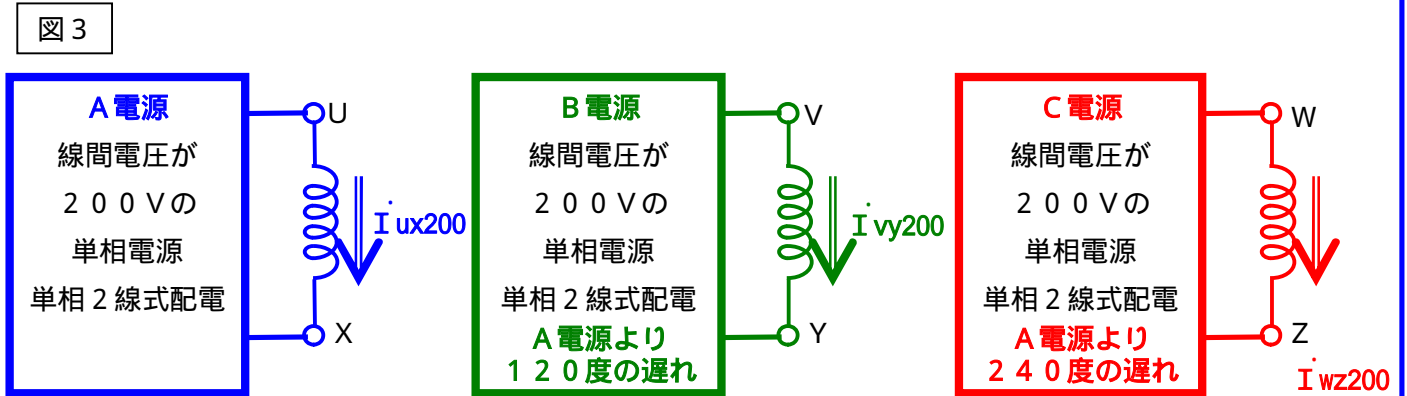 図３
A電源
線間電圧が
２００Ｖの
単相電源
単相２線式配電
U
X
İux200
B電源
線間電圧が
２００Ｖの
単相電源
単相２線式配電
A電源より
１２０度の遅れ
V
Y
İvy200
C電源
線間電圧が
２００Ｖの
単相電源
単相２線式配電
A電源より
２４０度の遅れ
W
Z
İwz200